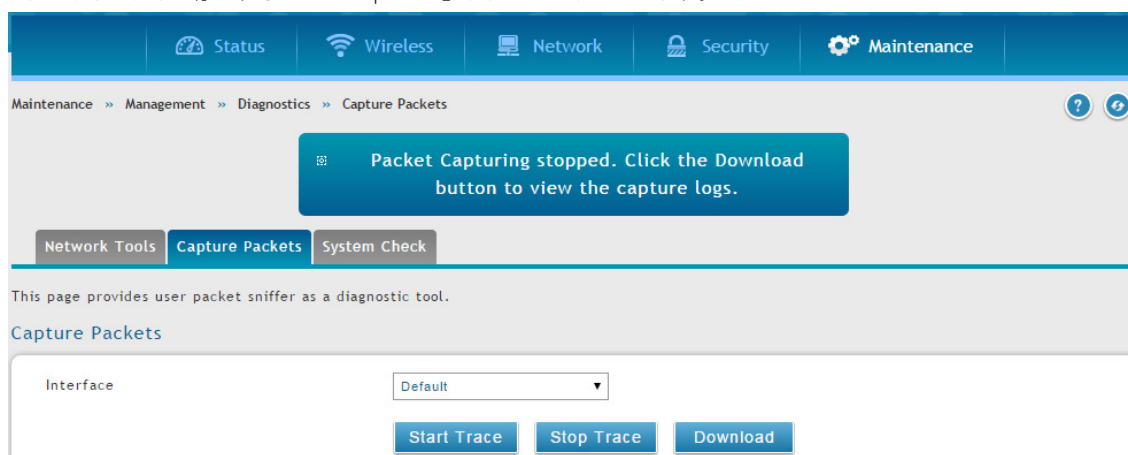 Status Wireless Network Security Maintenance
Maintenance » Management » Diagnostics » Capture Packets
Packet Capturing stopped. Click the Download
button to view the capture logs.
Network Tools Capture Packets System Check
This page provides user packet sniffer as a diagnostic tool.
Capture Packets
Interface Default
Start Trace Stop Trace Download